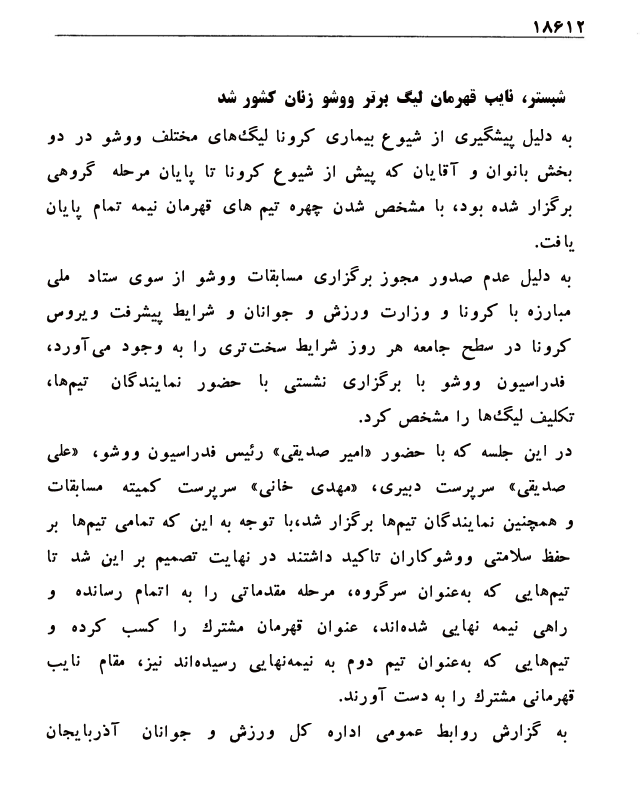 ۱۸۶۱۲
شبستر، نایب قهرمان لیگ برتر ووشو زنان کشور شد
به دلیل پیشگیری از شیوع بیماری کرونا لیگ‌های مختلف ووشو در دو
بخش بانوان و آقایان که پیش از شیوع کرونا تا پایان مرحله گروهی
برگزار شده بود، با مشخص شدن چهره تیم های قهرمان نیمه تمام پایان
یافت.
به دلیل عدم صدور مجوز برگزاری مسابقات ووشو از سوی ستاد ملی
مبارزه با کرونا و وزارت ورزش و جوانان و شرایط پیشرفت ویروس
کرونا در سطح جامعه هر روز شرایط سخت‌تری را به وجود می‌آورد،
فدراسیون ووشو با برگزاری نشستی با حضور نمایندگان تیم‌ها،
تکلیف لیگ‌ها را مشخص کرد.
در این جلسه که با حضور «امیر صدیقی» رئیس فدراسیون ووشو، «علی
صدیقی» سرپرست دبیری، «مهدی خانی» سرپرست کمیته مسابقات
و همچنین نمایندگان تیم‌ها برگزار شد،با توجه به این که تمامی تیم‌ها بر
حفظ سلامتی ووشوکاران تاکید داشتند در نهایت تصمیم بر این شد تا
تیم‌هایی که به‌عنوان سرگروه، مرحله مقدماتی را به اتمام رسانده و
راهی نیمه نهایی شده‌اند، عنوان قهرمان مشترك را کسب کرده و
تیم‌هایی که به‌عنوان تیم دوم به نیمه‌نهایی رسیده‌اند نیز، مقام نایب
قهرمانی مشترك را به دست آورند.
به گزارش روابط عمومی اداره کل ورزش و جوانان آذربایجان